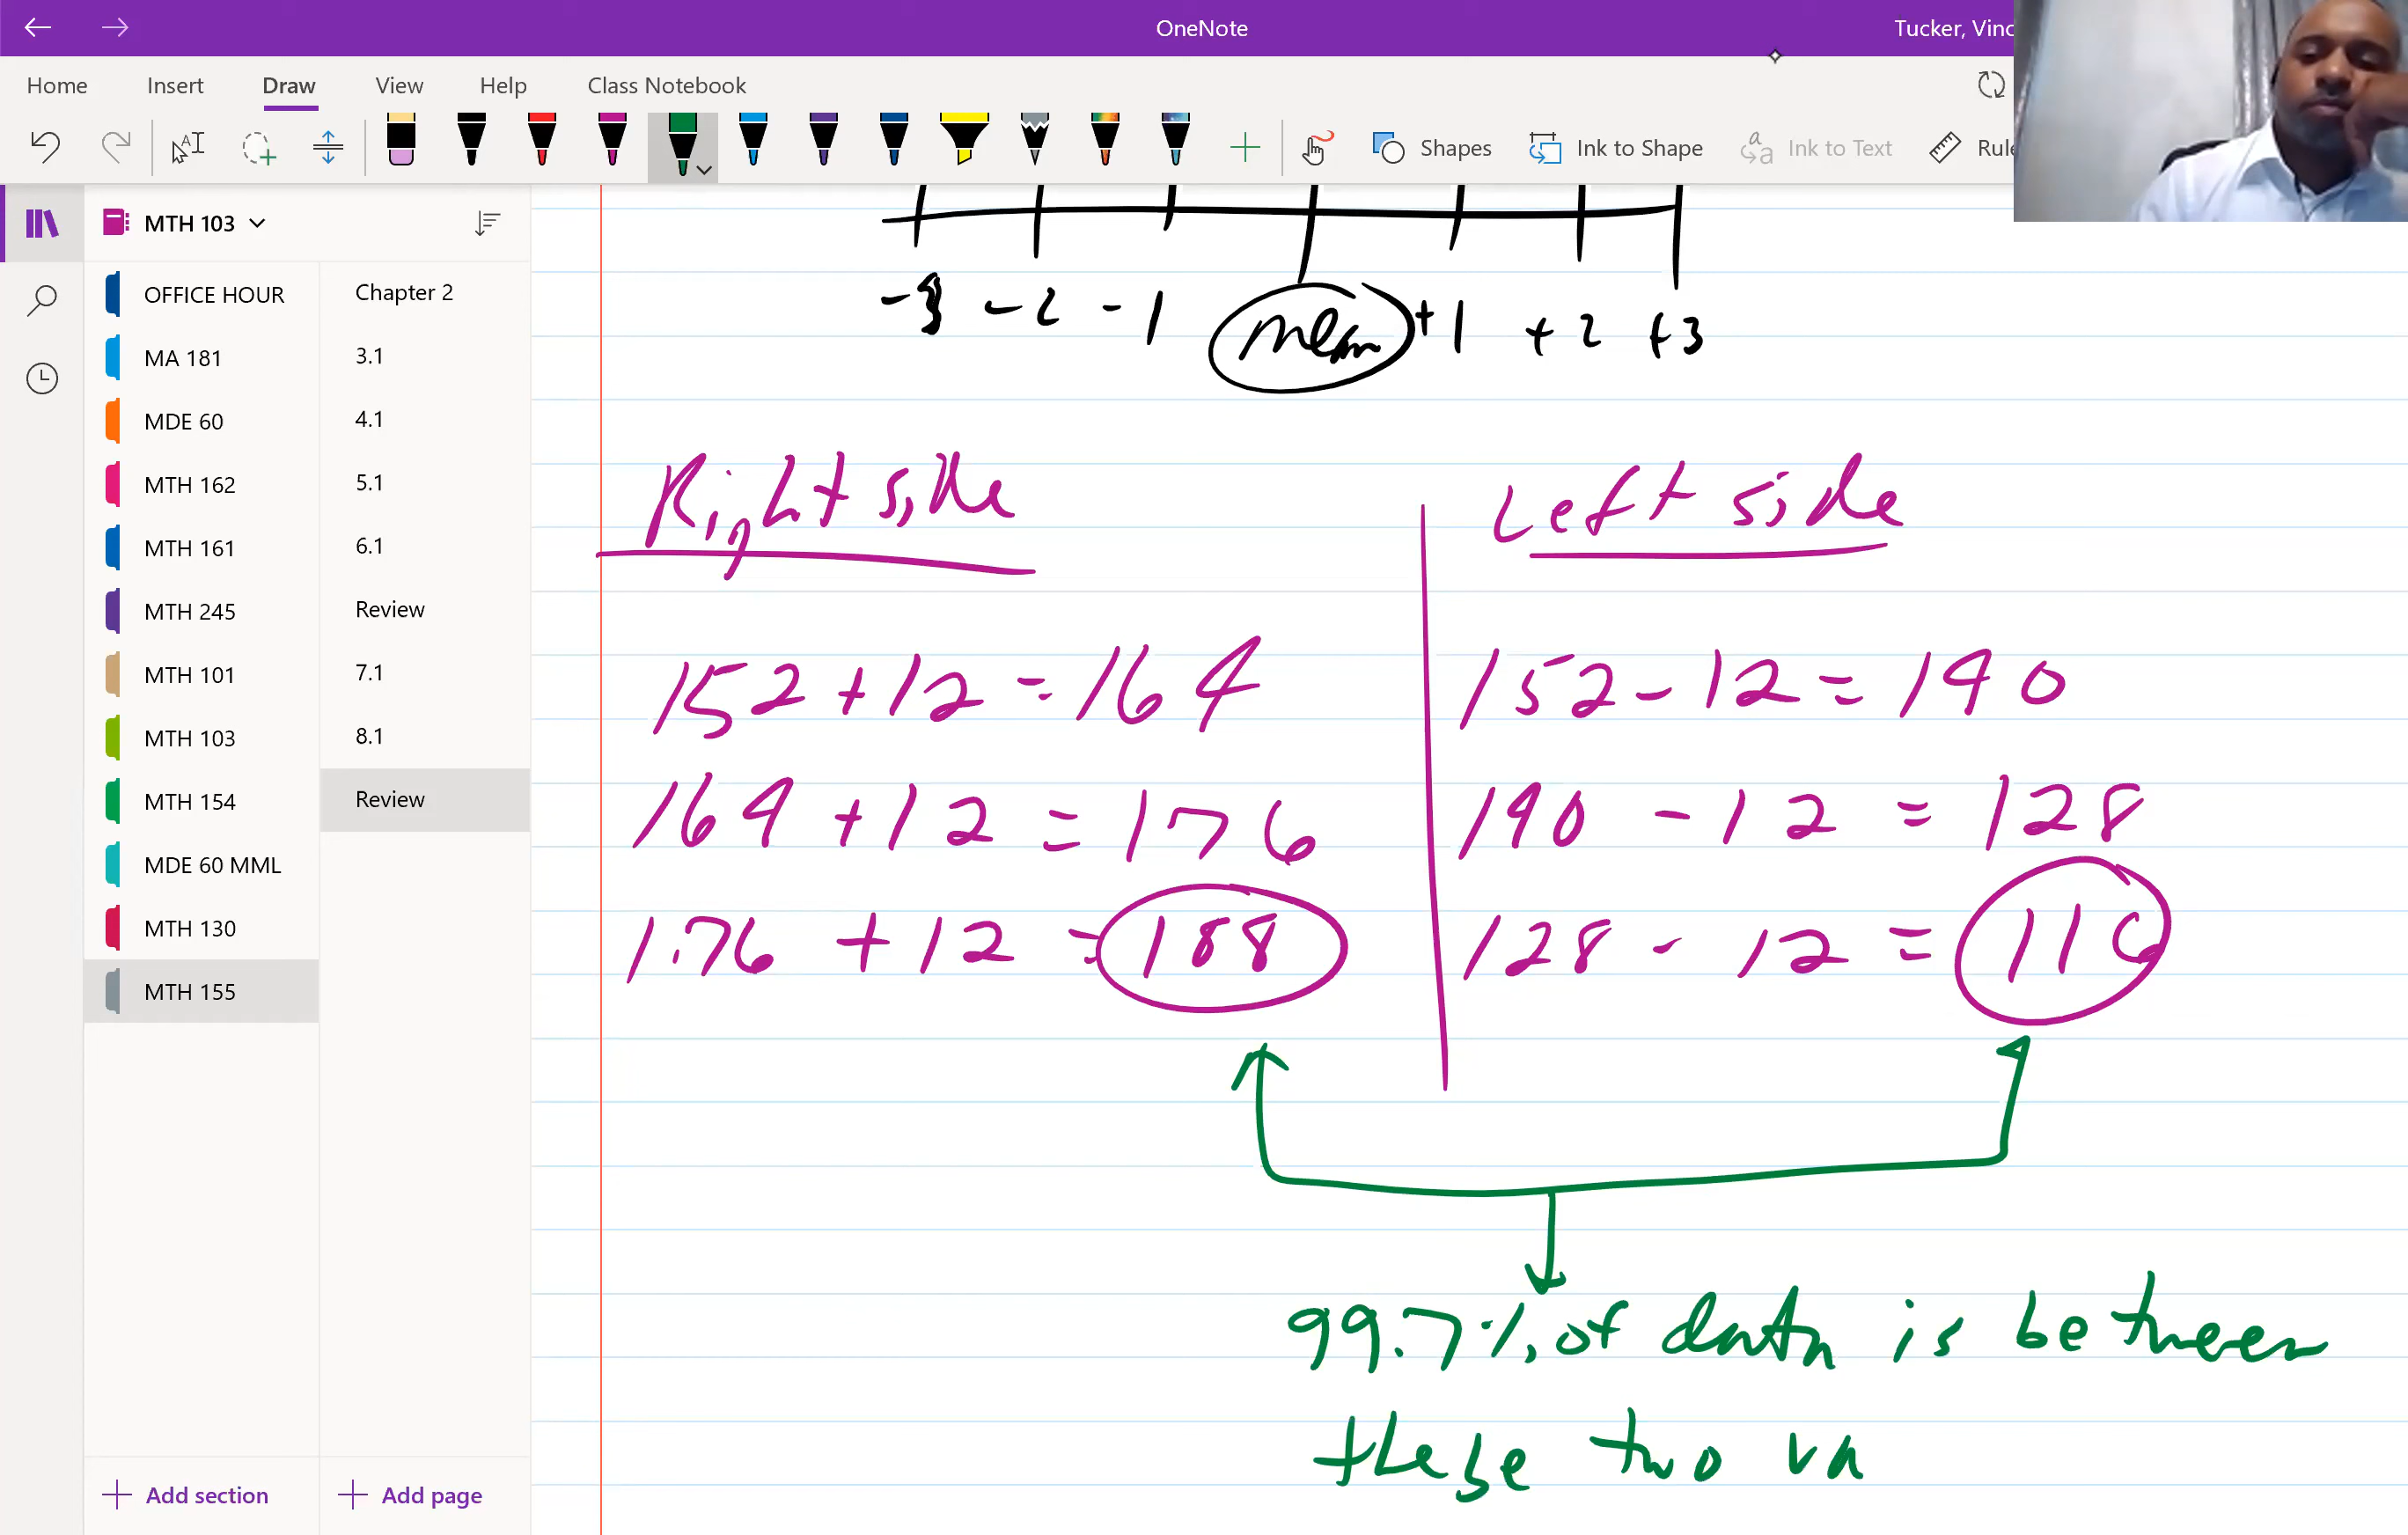 OneNote
Tucker, Vinc
Home Insert Draw View Help Class Notebook
Shapes Ink to Shape Ink to Text Rule
MTH 103
OFFICE HOUR
MA 181
MDE 60
MTH 162
MTH 161
MTH 245
MTH 101
MTH 103
MTH 154
MDE 60 MML
MTH 130
MTH 155
Add section
Chapter 2
3.1
4.1
5.1
6.1
Review
7.1
8.1
Review
Add page
-3 -2 -1 mean +1 +2 +3
Right side
152 + 12 = 164
164 + 12 = 176
176 + 12 = 188
Left side
152 - 12 = 140
140 - 12 = 128
128 - 12 = 116
99.7% of data is between
these two va